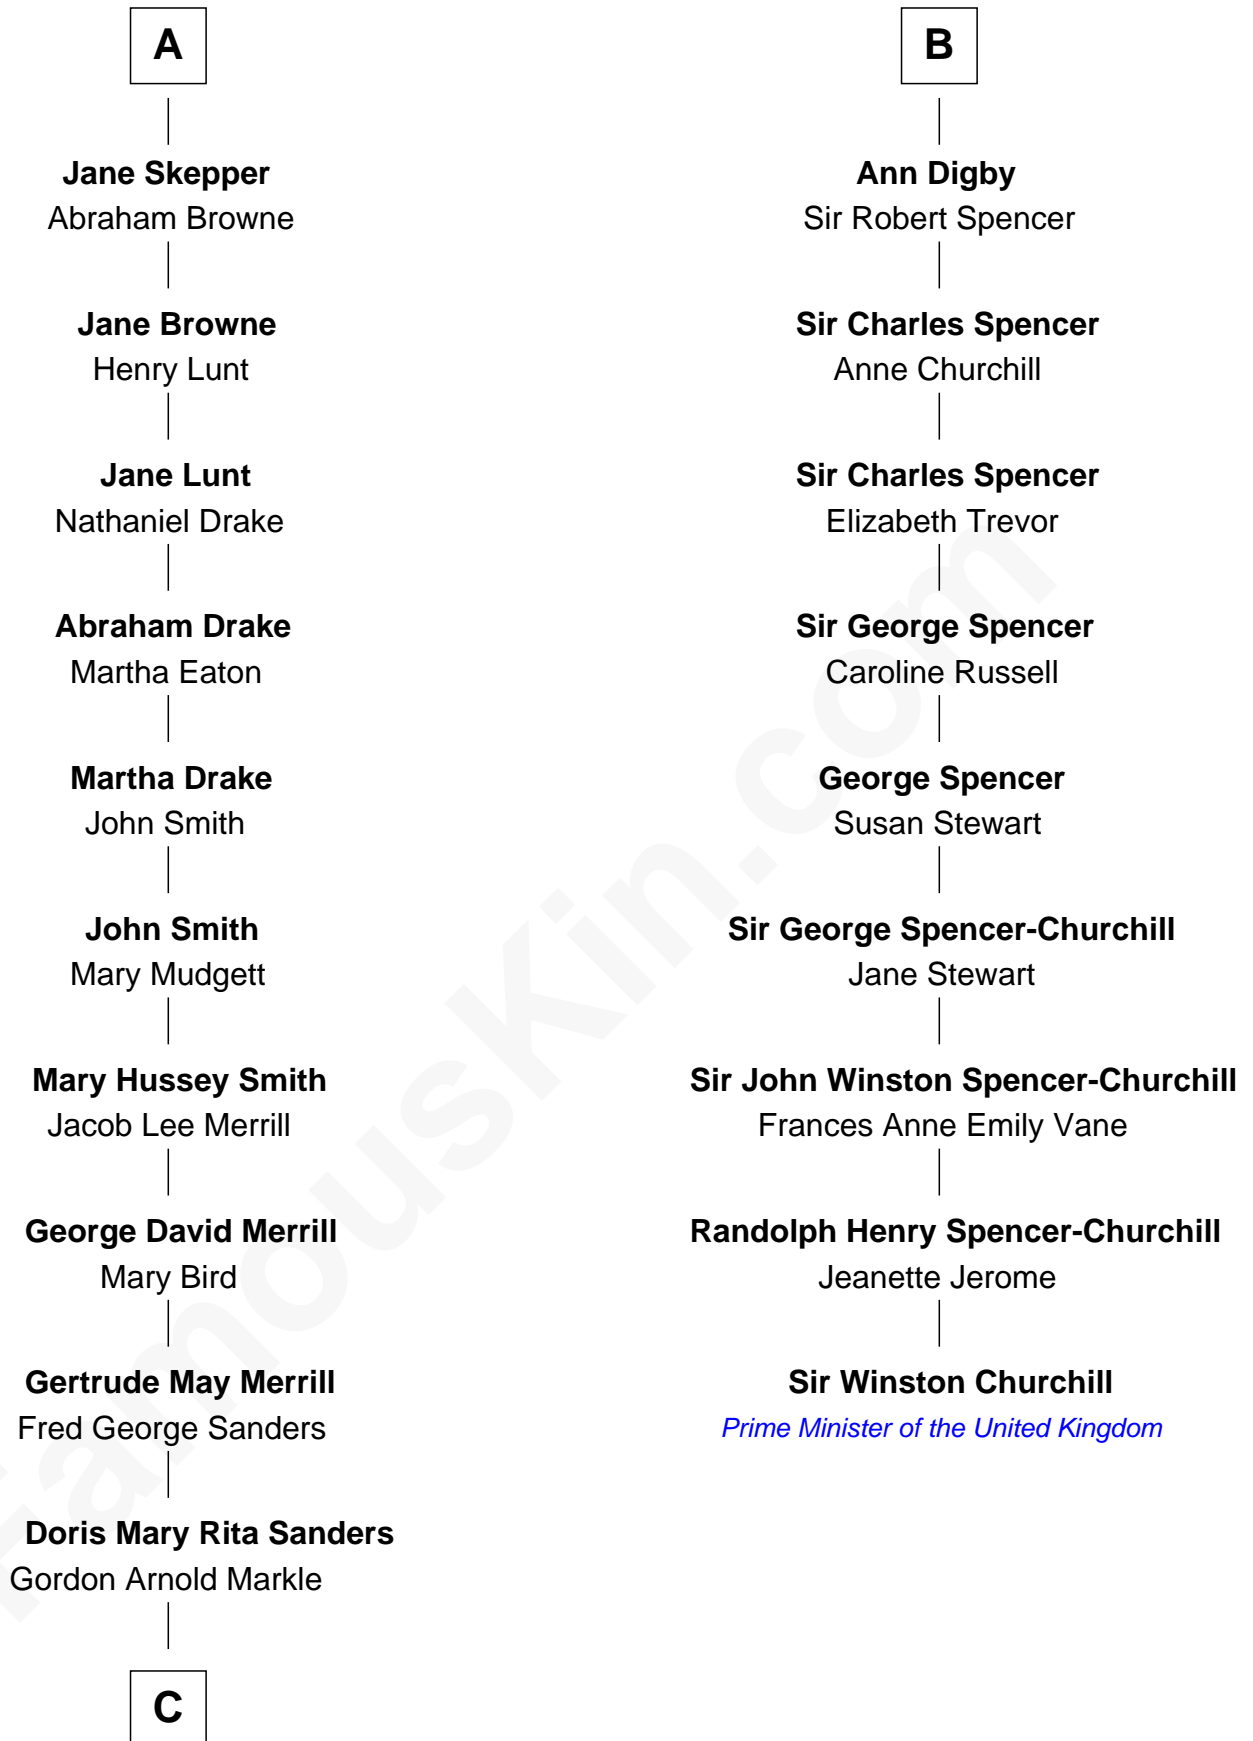 A
Jane Skepper
Abraham Browne
Jane Browne
Henry Lunt
Jane Lunt
Nathaniel Drake
Abraham Drake
Martha Eaton
Martha Drake
John Smith
John Smith
Mary Mudgett
Mary Hussey Smith
Jacob Lee Merrill
George David Merrill
Mary Bird
Gertrude May Merrill
Fred George Sanders
Doris Mary Rita Sanders
Gordon Arnold Markle
C
B
Ann Digby
Sir Robert Spencer
Sir Charles Spencer
Anne Churchill
Sir Charles Spencer
Elizabeth Trevor
Sir George Spencer
Caroline Russell
George Spencer
Susan Stewart
Sir George Spencer-Churchill
Jane Stewart
Sir John Winston Spencer-Churchill
Frances Anne Emily Vane
Randolph Henry Spencer-Churchill
Jeanette Jerome
Sir Winston Churchill
Prime Minister of the United Kingdom
FamousKin.com